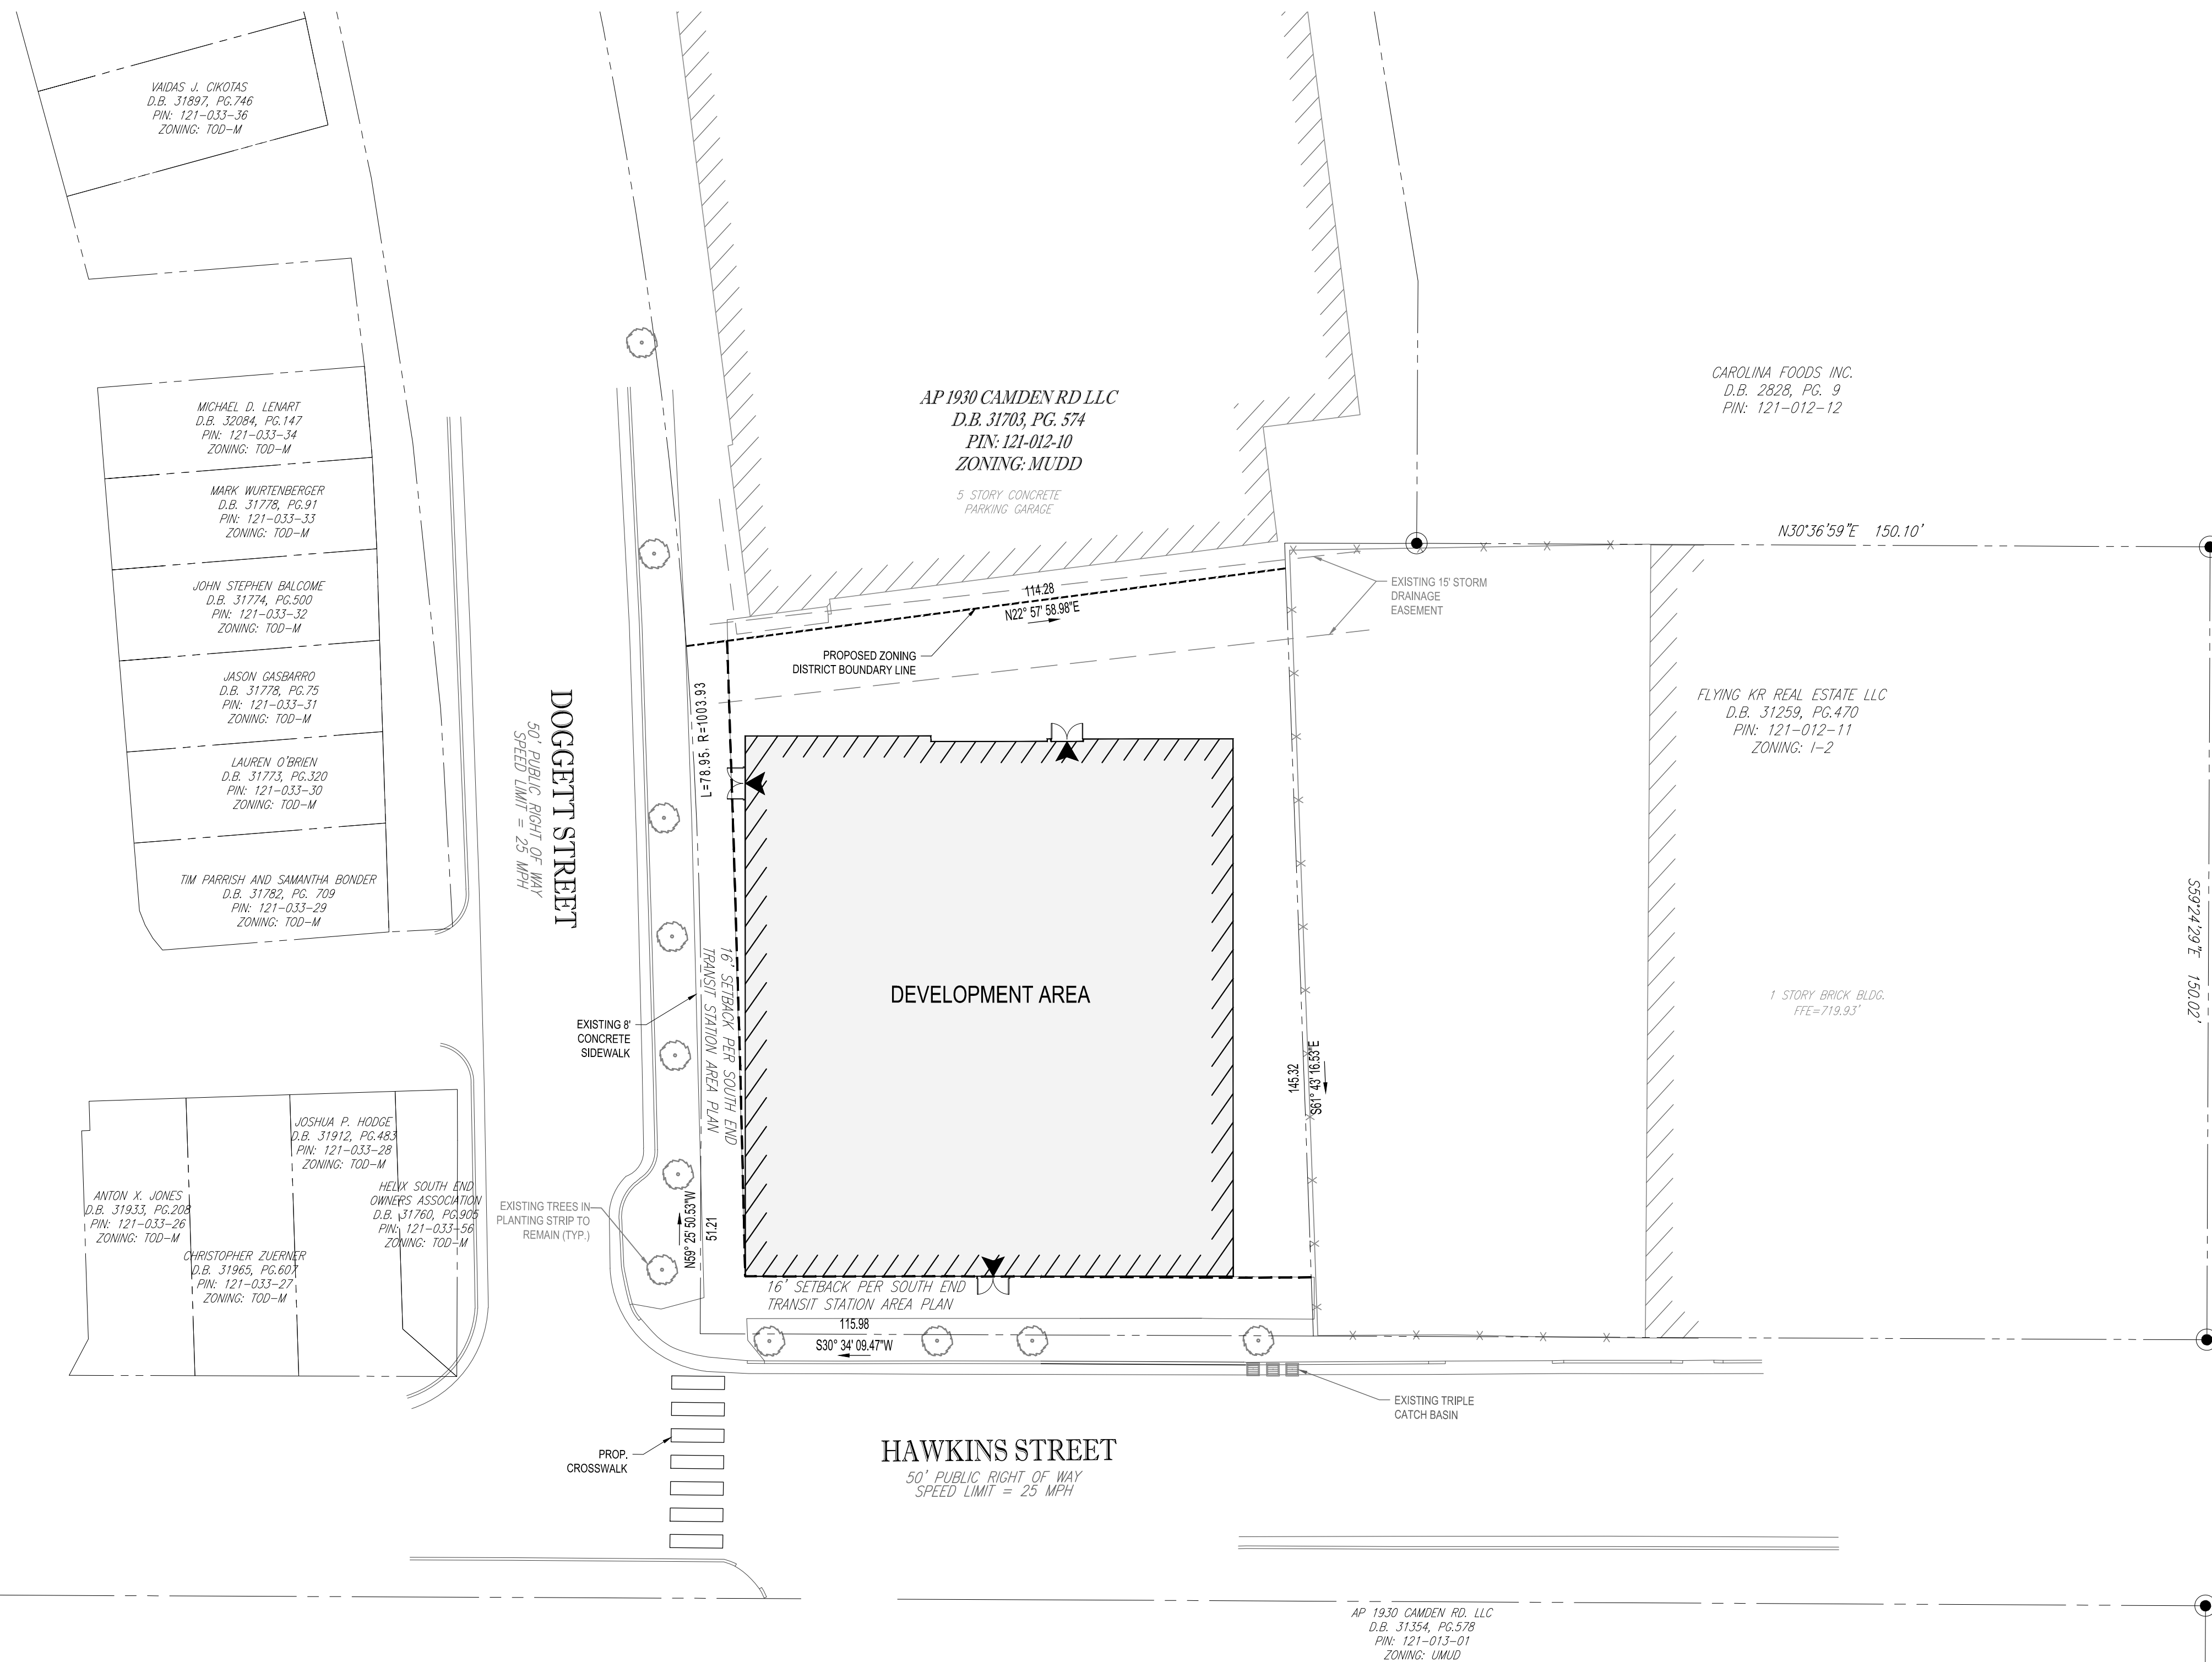 VAIDAS J. CIKOTAS
D.B. 31897, PG.746
PIN: 121-033-36
ZONING: TOD-M
MICHAEL D. LENART
D.B. 32084, PG.147
PIN: 121-033-34
ZONING: TOD-M
MARK WURTENBERGER
D.B. 31778, PG.91
PIN: 121-033-33
ZONING: TOD-M
JOHN STEPHEN BALCOME
D.B. 31774, PG.500
PIN: 121-033-32
ZONING: TOD-M
JASON GASBARRO
D.B. 31778, PG.75
PIN: 121-033-31
ZONING: TOD-M
LAUREN O'BRIEN
D.B. 31773, PG.320
PIN: 121-033-30
ZONING: TOD-M
TIM PARRISH AND SAMANTHA BONDER
D.B. 31782, PG. 709
PIN: 121-033-29
ZONING: TOD-M
JOSHUA P. HODGE
D.B. 31912, PG.483
PIN: 121-033-28
ZONING: TOD-M
ANTON X. JONES
D.B. 31933, PG.208
PIN: 121-033-26
ZONING: TOD-M
HELIX SOUTH END
OWNERS ASSOCIATION
D.B. 31760, PG.905
PIN: 121-033-56
ZONING: TOD-M
CHRISTOPHER ZUERNER
D.B. 31965, PG.607
PIN: 121-033-27
ZONING: TOD-M
DOGGETT STREET
50' PUBLIC RIGHT OF WAY
SPEED LIMIT = 25 MPH
AP 1930 CAMDEN RD LLC
D.B. 31703, PG. 574
PIN: 121-012-10
ZONING: MUDD
5 STORY CONCRETE
PARKING GARAGE
CAROLINA FOODS INC.
D.B. 2828, PG. 9
PIN: 121-012-12
N30°36'59"E 150.10'
EXISTING 15' STORM
DRAINAGE
EASEMENT
114.28
N22° 57' 58.98"E
PROPOSED ZONING
DISTRICT BOUNDARY LINE
L=78.95, R=1003.93
FLYING KR REAL ESTATE LLC
D.B. 31259, PG.470
PIN: 121-012-11
ZONING: I-2
S59°24'29"E 150.02'
1 STORY BRICK BLDG.
FFE=719.93'
DEVELOPMENT AREA
16' SETBACK PER SOUTH END
TRANSIT STATION AREA PLAN
EXISTING 8'
CONCRETE
SIDEWALK
145.32
S61° 43' 16.53"E
EXISTING TREES IN
PLANTING STRIP TO
REMAIN (TYP.)
N59° 25' 50.53"W
51.21
16' SETBACK PER SOUTH END
TRANSIT STATION AREA PLAN
115.98
S30° 34' 09.47"W
EXISTING TRIPLE
CATCH BASIN
PROP.
CROSSWALK
HAWKINS STREET
50' PUBLIC RIGHT OF WAY
SPEED LIMIT = 25 MPH
AP 1930 CAMDEN RD. LLC
D.B. 31354, PG.578
PIN: 121-013-01
ZONING: UMUD